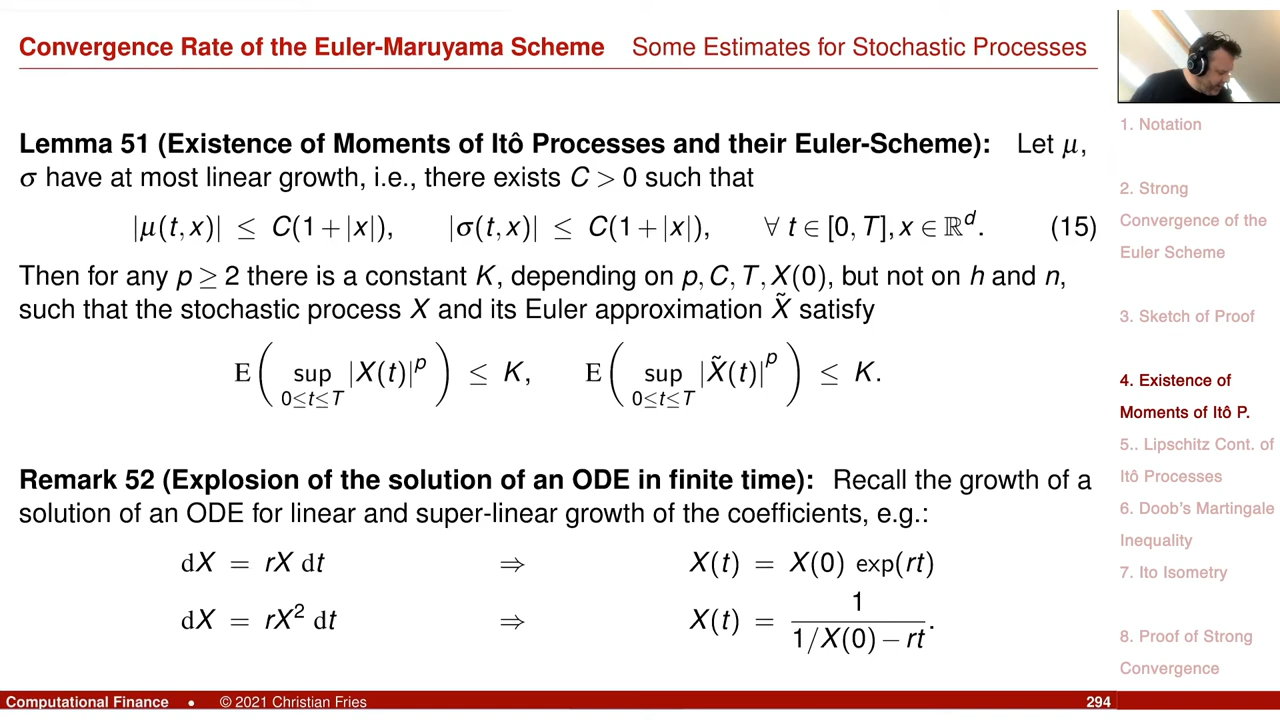 Convergence Rate of the Euler-Maruyama Scheme Some Estimates for Stochastic Processes
Lemma 51 (Existence of Moments of Itô Processes and their Euler-Scheme): Let μ,
σ have at most linear growth, i.e., there exists C > 0 such that
|μ(t,x)| ≤ C(1+|x|), |σ(t,x)| ≤ C(1+|x|), ∀ t ∈ [0,T], x ∈ ℝᵈ. (15)
Then for any p ≥ 2 there is a constant K, depending on p, C, T, X(0), but not on h and n,
such that the stochastic process X and its Euler approximation X̃ satisfy
E( sup_{0≤t≤T} |X(t)|^p ) ≤ K, E( sup_{0≤t≤T} |X̃(t)|^p ) ≤ K.
Remark 52 (Explosion of the solution of an ODE in finite time): Recall the growth of a
solution of an ODE for linear and super-linear growth of the coefficients, e.g.:
dX = rX dt ⇒ X(t) = X(0) exp(rt)
dX = rX² dt ⇒ X(t) = 1 / (1/X(0) − rt).
1. Notation
2. Strong
Convergence of the
Euler Scheme
3. Sketch of Proof
4. Existence of
Moments of Itô P.
5.. Lipschitz Cont. of
Itô Processes
6. Doob's Martingale
Inequality
7. Ito Isometry
8. Proof of Strong
Convergence
Computational Finance • © 2021 Christian Fries 294